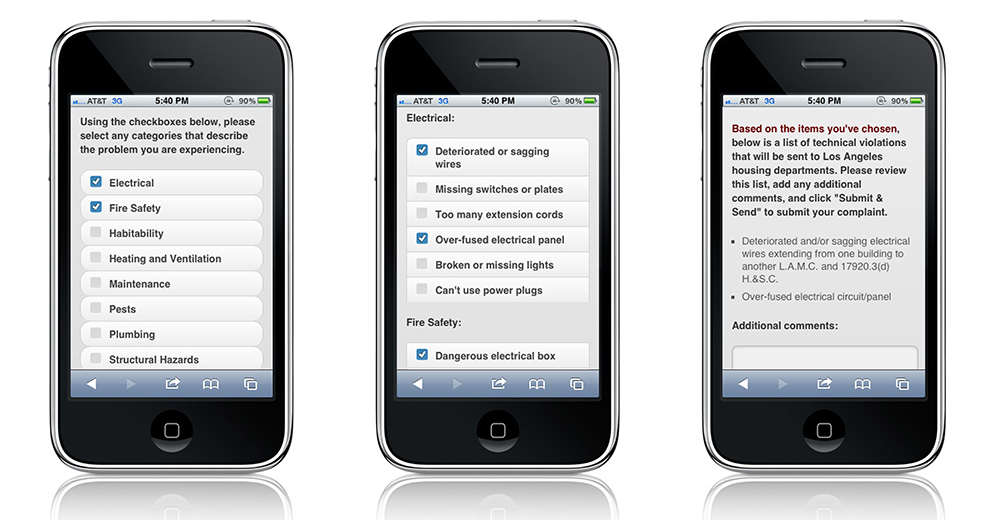 AT&T 3G 5:40 PM 90%
Using the checkboxes below, please
select any categories that describe
the problem you are experiencing.
Electrical
Fire Safety
Habitability
Heating and Ventilation
Maintenance
Pests
Plumbing
Structural Hazards
AT&T 3G 5:40 PM 90%
Electrical:
Deteriorated or sagging
wires
Missing switches or plates
Too many extension cords
Over-fused electrical panel
Broken or missing lights
Can't use power plugs
Fire Safety:
Dangerous electrical box
AT&T 3G 5:40 PM 90%
Based on the items you've chosen,
below is a list of technical violations
that will be sent to Los Angeles
housing departments. Please review
this list, add any additional
comments, and click "Submit &
Send" to submit your complaint.
Deteriorated and/or sagging electrical
wires extending from one building to
another L.A.M.C. and 17920.3(d)
H.&S.C.
Over-fused electrical circuit/panel
Additional comments: